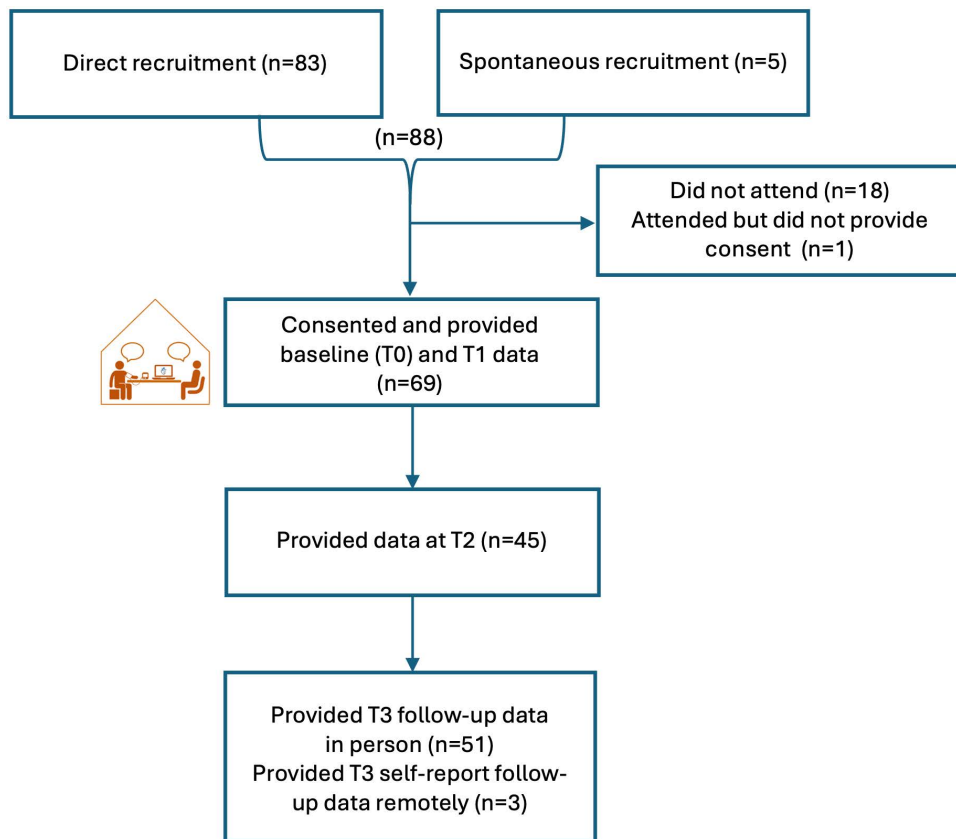 Direct recruitment (n=83)
Spontaneous recruitment (n=5)
(n=88)
Did not attend (n=18)
Attended but did not provide
consent  (n=1)
Consented and provided
baseline (T0) and T1 data
(n=69)
Provided data at T2 (n=45)
Provided T3 follow-up data
in person (n=51)
Provided T3 self-report follow-
up data remotely (n=3)